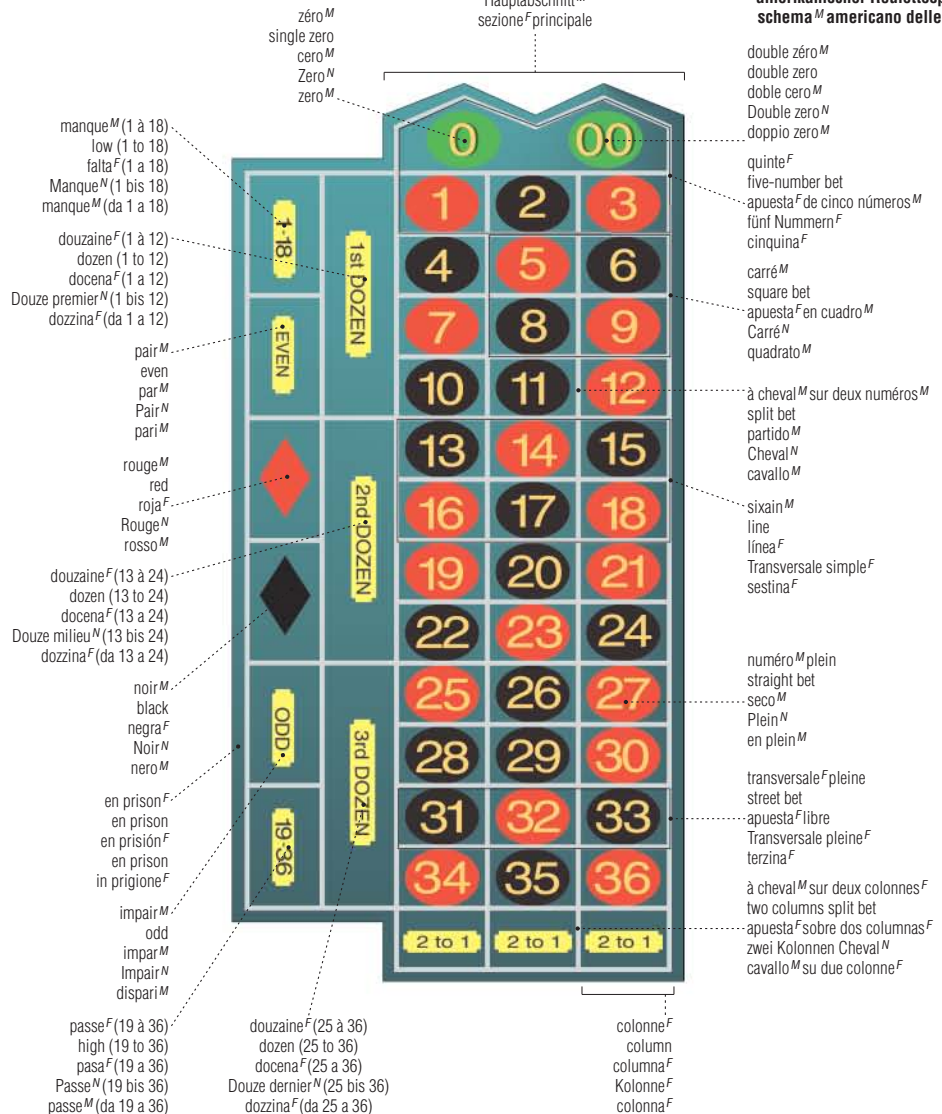 Hauptabschnitt M
sezione F principale
schema M americano delle
zéro M
single zero
cero M
Zero N
zero M
double zéro M
double zero
doble cero M
Double zero N
doppio zero M
manque M (1 à 18)
low (1 to 18)
falta F (1 a 18)
Manque N (1 bis 18)
manque M (da 1 a 18)
douzaine F (1 à 12)
dozen (1 to 12)
docena F (1 a 12)
Douze premier N (1 bis 12)
dozzina F (da 1 a 12)
pair M
even
par M
Pair N
pari M
rouge M
red
roja F
Rouge N
rosso M
douzaine F (13 à 24)
dozen (13 to 24)
docena F (13 a 24)
Douze milieu N (13 bis 24)
dozzina F (da 13 a 24)
noir M
black
negra F
Noir N
nero M
en prison F
en prison
en prisión F
en prison
in prigione F
impair M
odd
impar M
Impair N
dispari M
passe F (19 à 36)
high (19 to 36)
pasa F (19 a 36)
Passe N (19 bis 36)
passe M (da 19 a 36)
0 00
1 2 3
4 5 6
7 8 9
10 11 12
13 14 15
16 17 18
19 20 21
22 23 24
25 26 27
28 29 30
31 32 33
34 35 36
2 to 1 2 to 1 2 to 1
1-18
EVEN
ODD
19-36
1st DOZEN
2nd DOZEN
3rd DOZEN
quinte F
five-number bet
apuesta F de cinco números M
fünf Nummern F
cinquina F
carré M
square bet
apuesta F en cuadro M
Carré N
quadrato M
à cheval M sur deux numéros M
split bet
partido M
Cheval N
cavallo M
sixain M
line
línea F
Transversale simple F
sestina F
numéro M plein
straight bet
seco M
Plein N
en plein M
transversale F pleine
street bet
apuesta F libre
Transversale pleine F
terzina F
à cheval M sur deux colonnes F
two columns split bet
apuesta F sobre dos columnas F
zwei Kolonnen Cheval N
cavallo M su due colonne F
douzaine F (25 à 36)
dozen (25 to 36)
docena F (25 a 36)
Douze dernier N (25 bis 36)
dozzina F (da 25 a 36)
colonne F
column
columna F
Kolonne F
colonna F